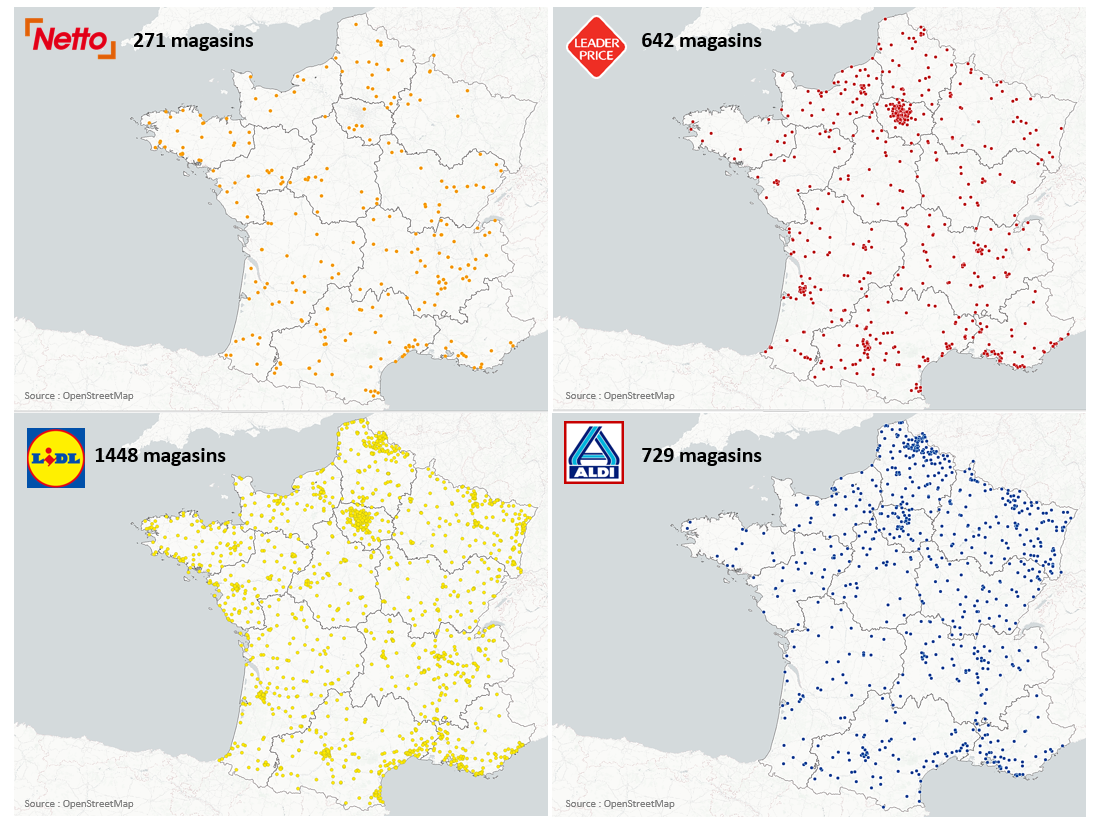 Netto
271 magasins
LEADER
PRICE
642 magasins
Source : OpenStreetMap
Source : OpenStreetMap
LIDL
1448 magasins
ALDI
729 magasins
Source : OpenStreetMap
Source : OpenStreetMap